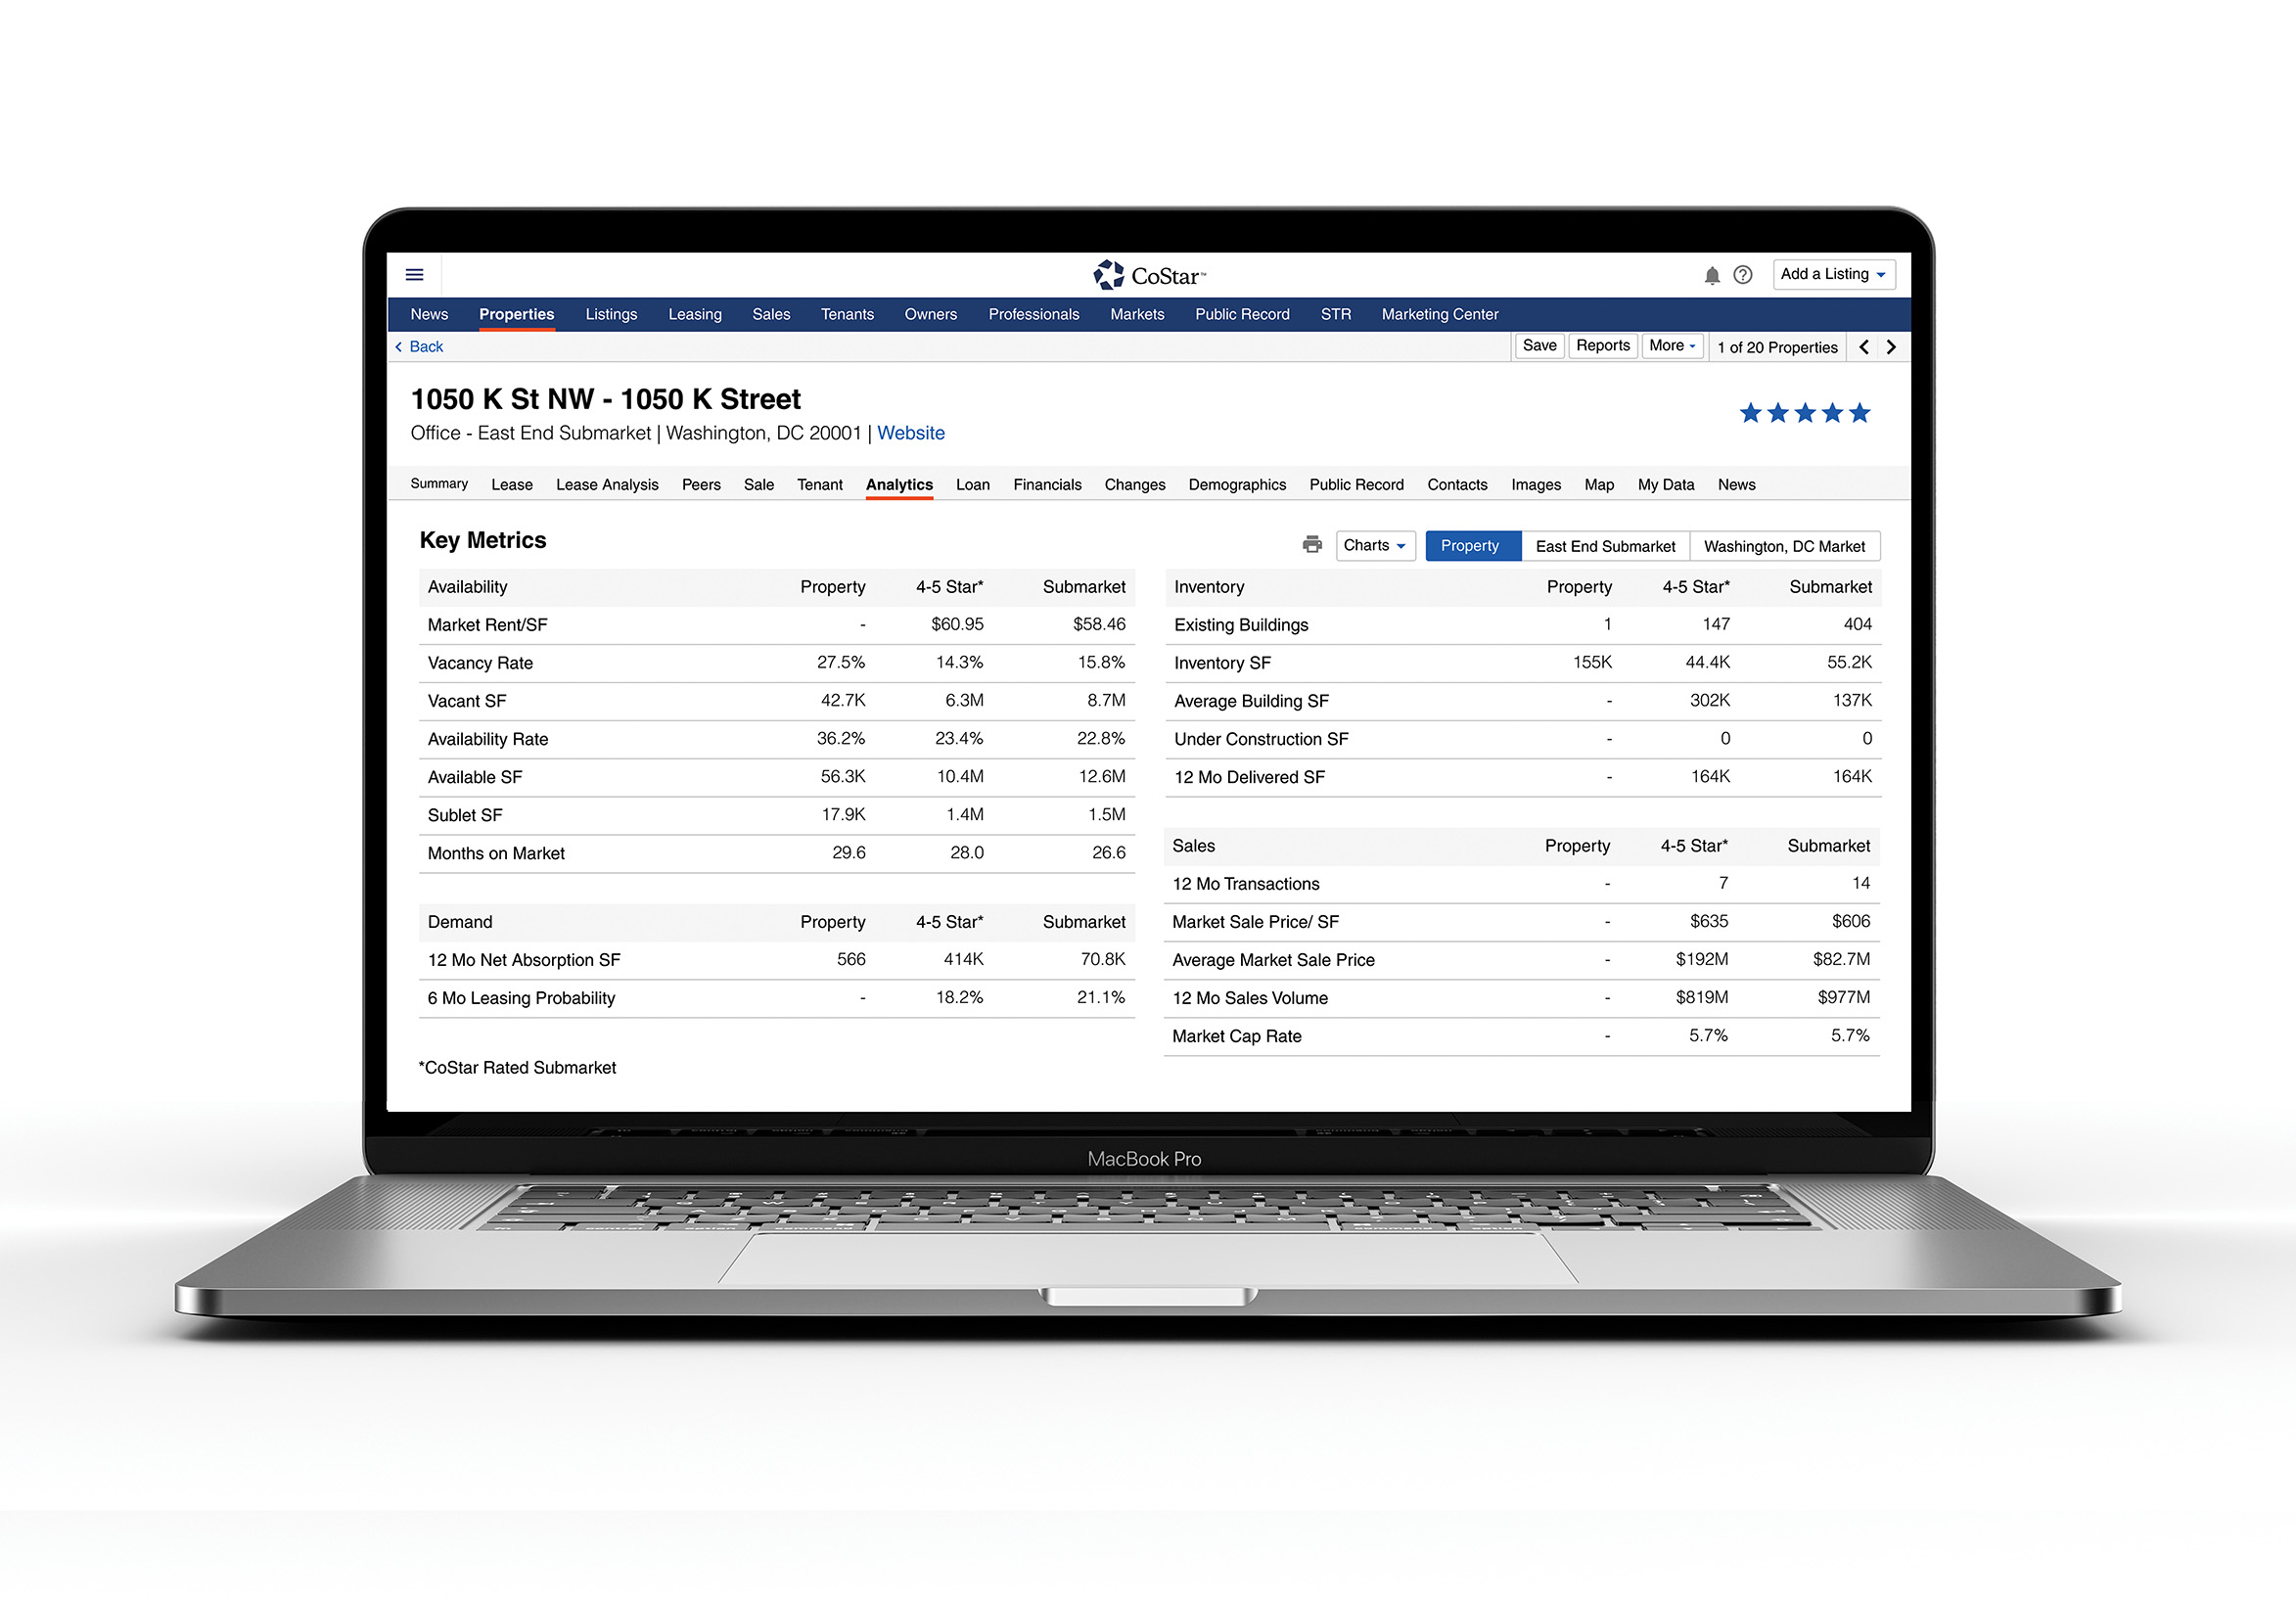 CoStar™
Add a Listing
News Properties Listings Leasing Sales Tenants Owners Professionals Markets Public Record STR Marketing Center
Back Save Reports More 1 of 20 Properties
1050 K St NW - 1050 K Street
Office - East End Submarket | Washington, DC 20001 | Website
Summary Lease Lease Analysis Peers Sale Tenant Analytics Loan Financials Changes Demographics Public Record Contacts Images Map My Data News
Key Metrics
Charts Property East End Submarket Washington, DC Market
Availability Property 4-5 Star* Submarket
Market Rent/SF - $60.95 $58.46
Vacancy Rate 27.5% 14.3% 15.8%
Vacant SF 42.7K 6.3M 8.7M
Availability Rate 36.2% 23.4% 22.8%
Available SF 56.3K 10.4M 12.6M
Sublet SF 17.9K 1.4M 1.5M
Months on Market 29.6 28.0 26.6
Demand Property 4-5 Star* Submarket
12 Mo Net Absorption SF 566 414K 70.8K
6 Mo Leasing Probability - 18.2% 21.1%
*CoStar Rated Submarket
Inventory Property 4-5 Star* Submarket
Existing Buildings 1 147 404
Inventory SF 155K 44.4K 55.2K
Average Building SF - 302K 137K
Under Construction SF - 0 0
12 Mo Delivered SF - 164K 164K
Sales Property 4-5 Star* Submarket
12 Mo Transactions - 7 14
Market Sale Price/ SF - $635 $606
Average Market Sale Price - $192M $82.7M
12 Mo Sales Volume - $819M $977M
Market Cap Rate - 5.7% 5.7%
MacBook Pro